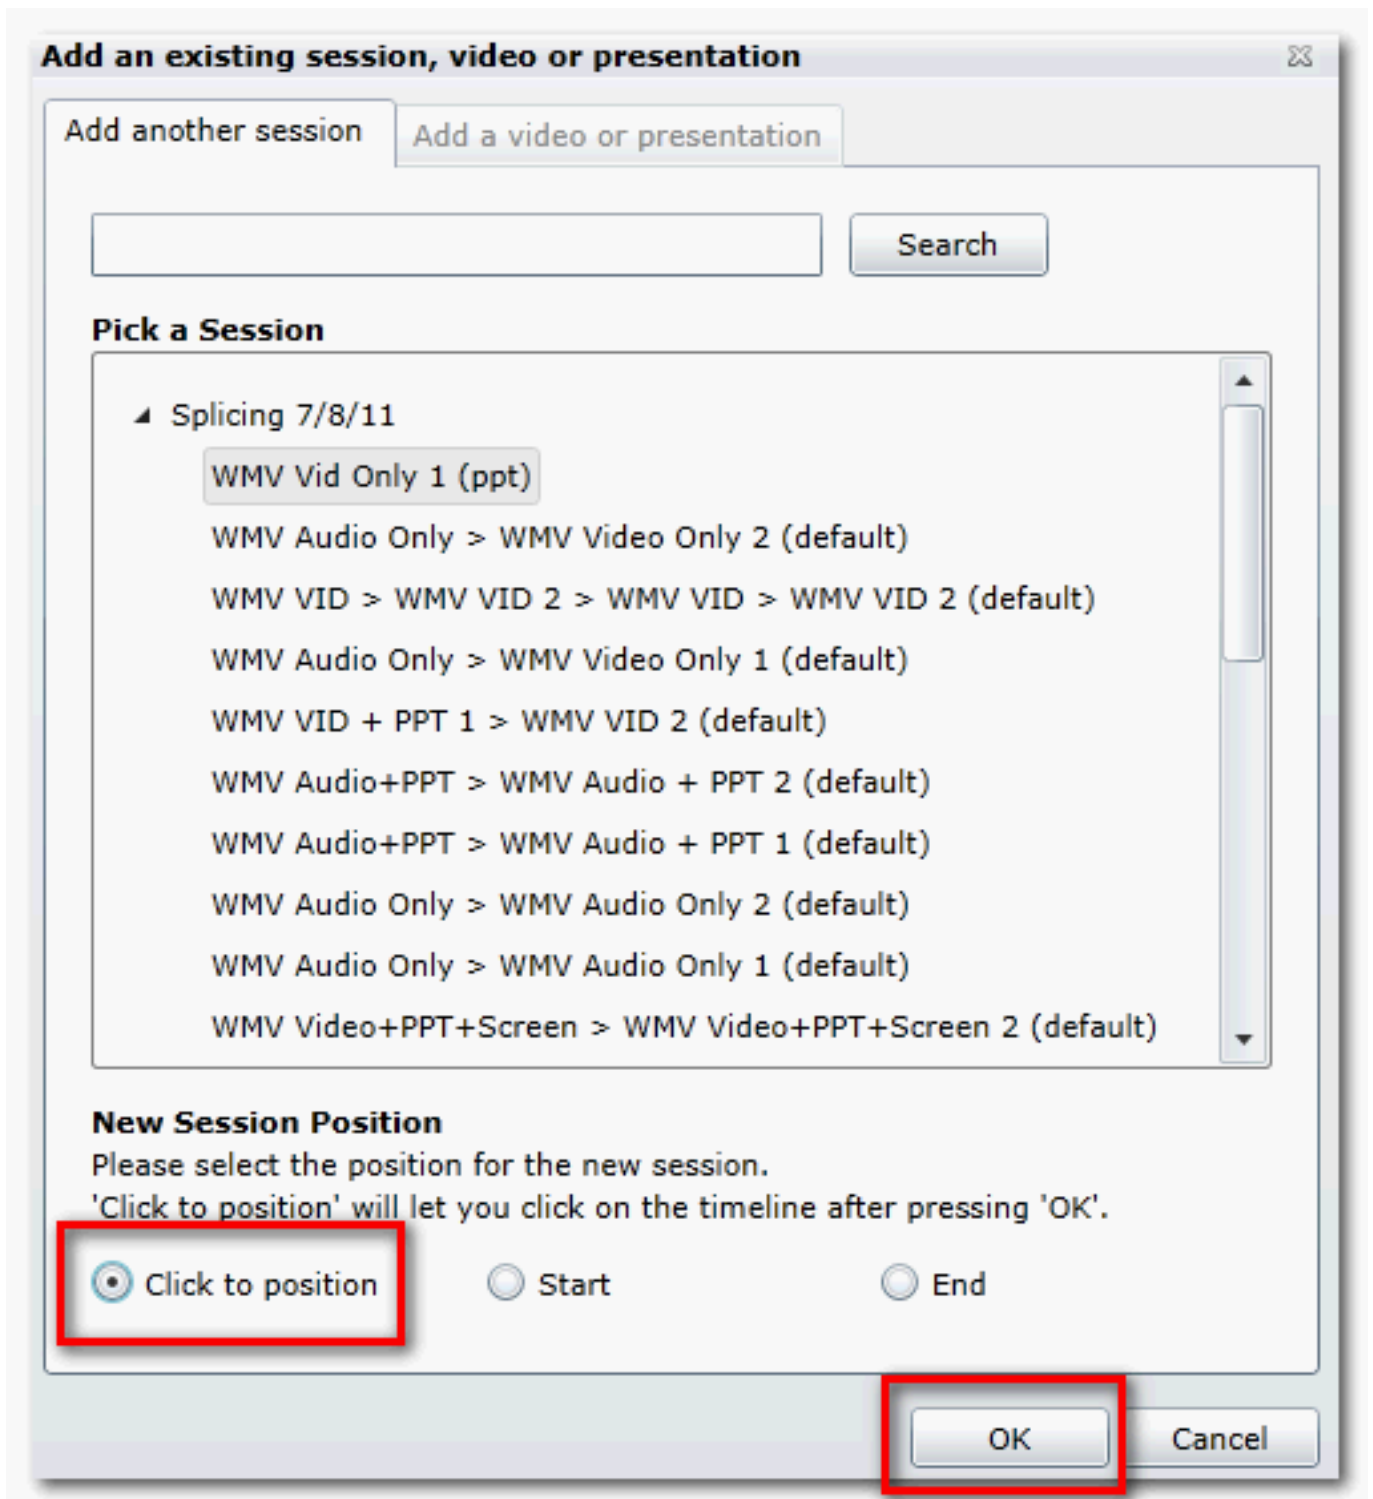 Add an existing session, video or presentation
Add another session
Add a video or presentation
Search
Pick a Session
Splicing 7/8/11
WMV Vid Only 1 (ppt)
WMV Audio Only > WMV Video Only 2 (default)
WMV VID > WMV VID 2 > WMV VID > WMV VID 2 (default)
WMV Audio Only > WMV Video Only 1 (default)
WMV VID + PPT 1 > WMV VID 2 (default)
WMV Audio+PPT > WMV Audio + PPT 2 (default)
WMV Audio+PPT > WMV Audio + PPT 1 (default)
WMV Audio Only > WMV Audio Only 2 (default)
WMV Audio Only > WMV Audio Only 1 (default)
WMV Video+PPT+Screen > WMV Video+PPT+Screen 2 (default)
New Session Position
Please select the position for the new session.
'Click to position' will let you click on the timeline after pressing 'OK'.
Click to position
Start
End
OK
Cancel